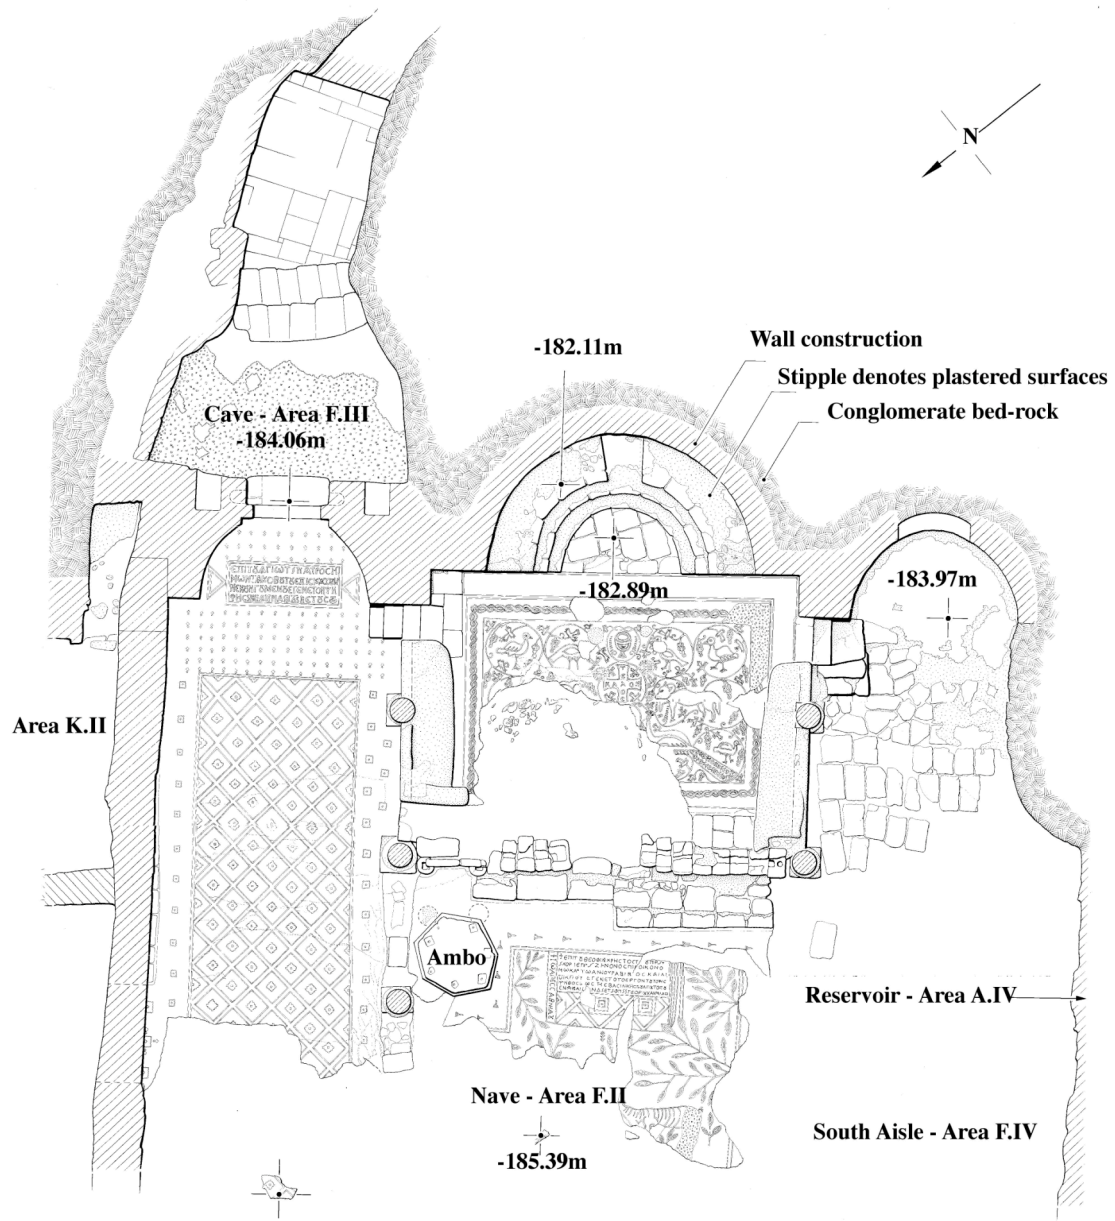 N
Wall construction
-182.11m
Stipple denotes plastered surfaces
Conglomerate bed-rock
Cave - Area F.III
-184.06m
-182.89m
-183.97m
Area K.II
Ambo
Reservoir - Area A.IV
Nave - Area F.II
South Aisle - Area F.IV
-185.39m